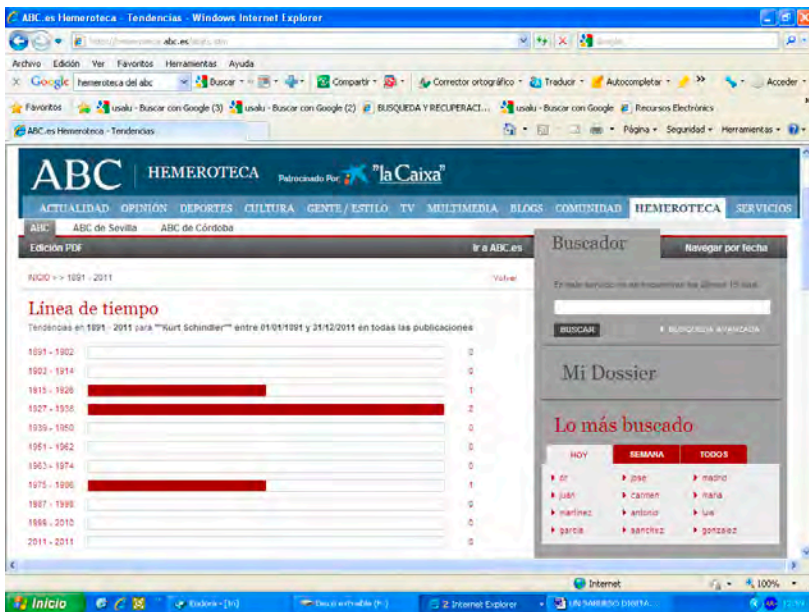 ABC.es Hemeroteca - Tendencias - Windows Internet Explorer
abc.es
Archivo Edición Ver Favoritos Herramientas Ayuda
Google hemeroteca del abc Buscar Compartir Corrector ortográfico Traducir Autocompletar Acceder
Favoritos usalu - Buscar con Google (3) usalu - Buscar con Google (2) BUSQUEDA Y RECUPERACI... usalu - Buscar con Google Recursos Electrónics
ABC.es Hemeroteca - Tendencias Página Seguridad Herramientas
ABC HEMEROTECA Patrocinado Por: "la Caixa"
ACTUALIDAD OPINIÓN DEPORTES CULTURA GENTE / ESTILO TV MULTIMEDIA BLOGS COMUNIDAD HEMEROTECA SERVICIOS
ABC ABC de Sevilla ABC de Córdoba
Edición PDF Ir a ABC.es
Buscador Navegar por fecha
INICIO > > 1891 - 2011 Volver
Línea de tiempo
Tendencias en 1891 - 2011 para ""Kurt Schindler"" entre 01/01/1891 y 31/12/2011 en todas las publicaciones
1891 - 1902 0
1903 - 1914 0
1915 - 1926 1
1927 - 1938 2
1939 - 1950 0
1951 - 1962 0
1963 - 1974 0
1975 - 1986 1
1987 - 1998 0
1999 - 2010 0
2011 - 2011 0
BUSCAR BÚSQUEDA AVANZADA
Mi Dossier
Lo más buscado
HOY SEMANA TODOS
dr jose madrid
juan carmen maria
martinez antonio luis
garcia sanchez gonzalez
Internet 100%
Inicio Eudora - [In] Disco extraíble (F:) 2 Internet Explorer UN SABUESO DIGITA...